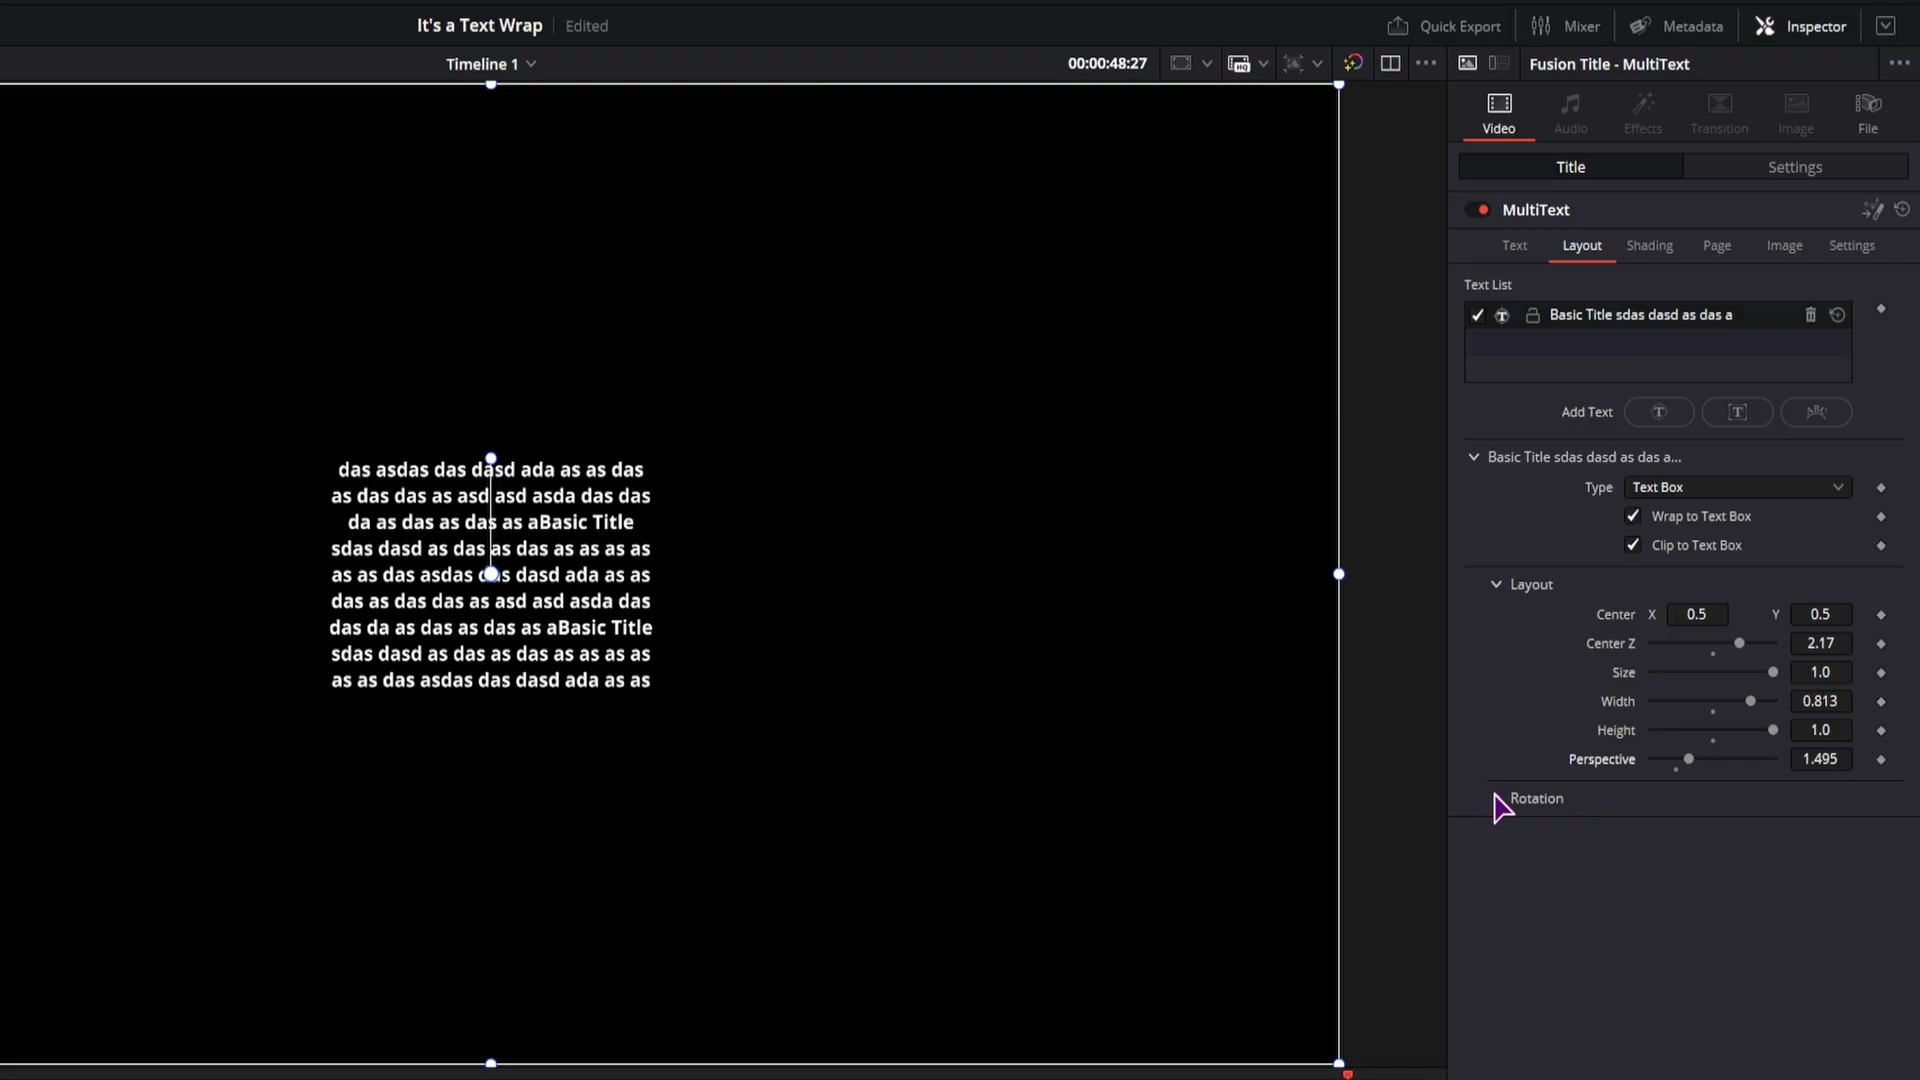 It's a Text Wrap Edited
Quick Export Mixer Metadata Inspector
Timeline 1 00:00:48:27
Fusion Title - MultiText
Video Audio Effects Transition Image File
Title Settings
MultiText
Text Layout Shading Page Image Settings
Text List
Basic Title sdas dasd as das a
Add Text
Basic Title sdas dasd as das a...
Type Text Box
Wrap to Text Box
Clip to Text Box
Layout
Center X 0.5 Y 0.5
Center Z 2.17
Size 1.0
Width 0.813
Height 1.0
Perspective 1.495
Rotation
das asdas das dasd ada as as das
as das das as asd asd asda das das
da as das as das as aBasic Title
sdas dasd as das as das as as as as
as as das asdas das dasd ada as as
das as das das as asd asd asda das
das da as das as das as aBasic Title
sdas dasd as das as das as as as as
as as das asdas das dasd ada as as